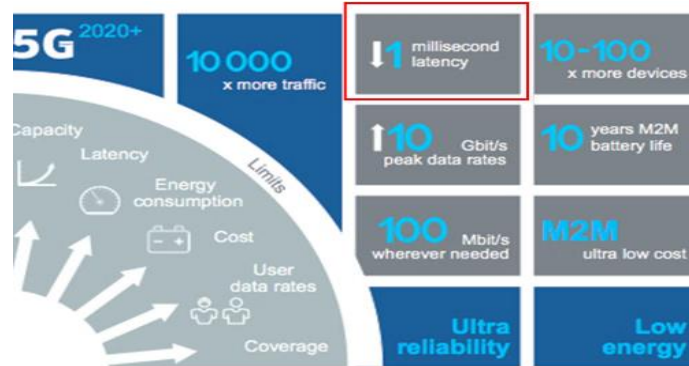 5G 2020+
10 000
x more traffic
↓1 millisecond
latency
10-100
x more devices
Capacity
Latency
Energy
consumption
Cost
User
data rates
Coverage
Limits
↑10 Gbit/s
peak data rates
10 years M2M
battery life
100 Mbit/s
wherever needed
M2M
ultra low cost
Ultra
reliability
Low
energy